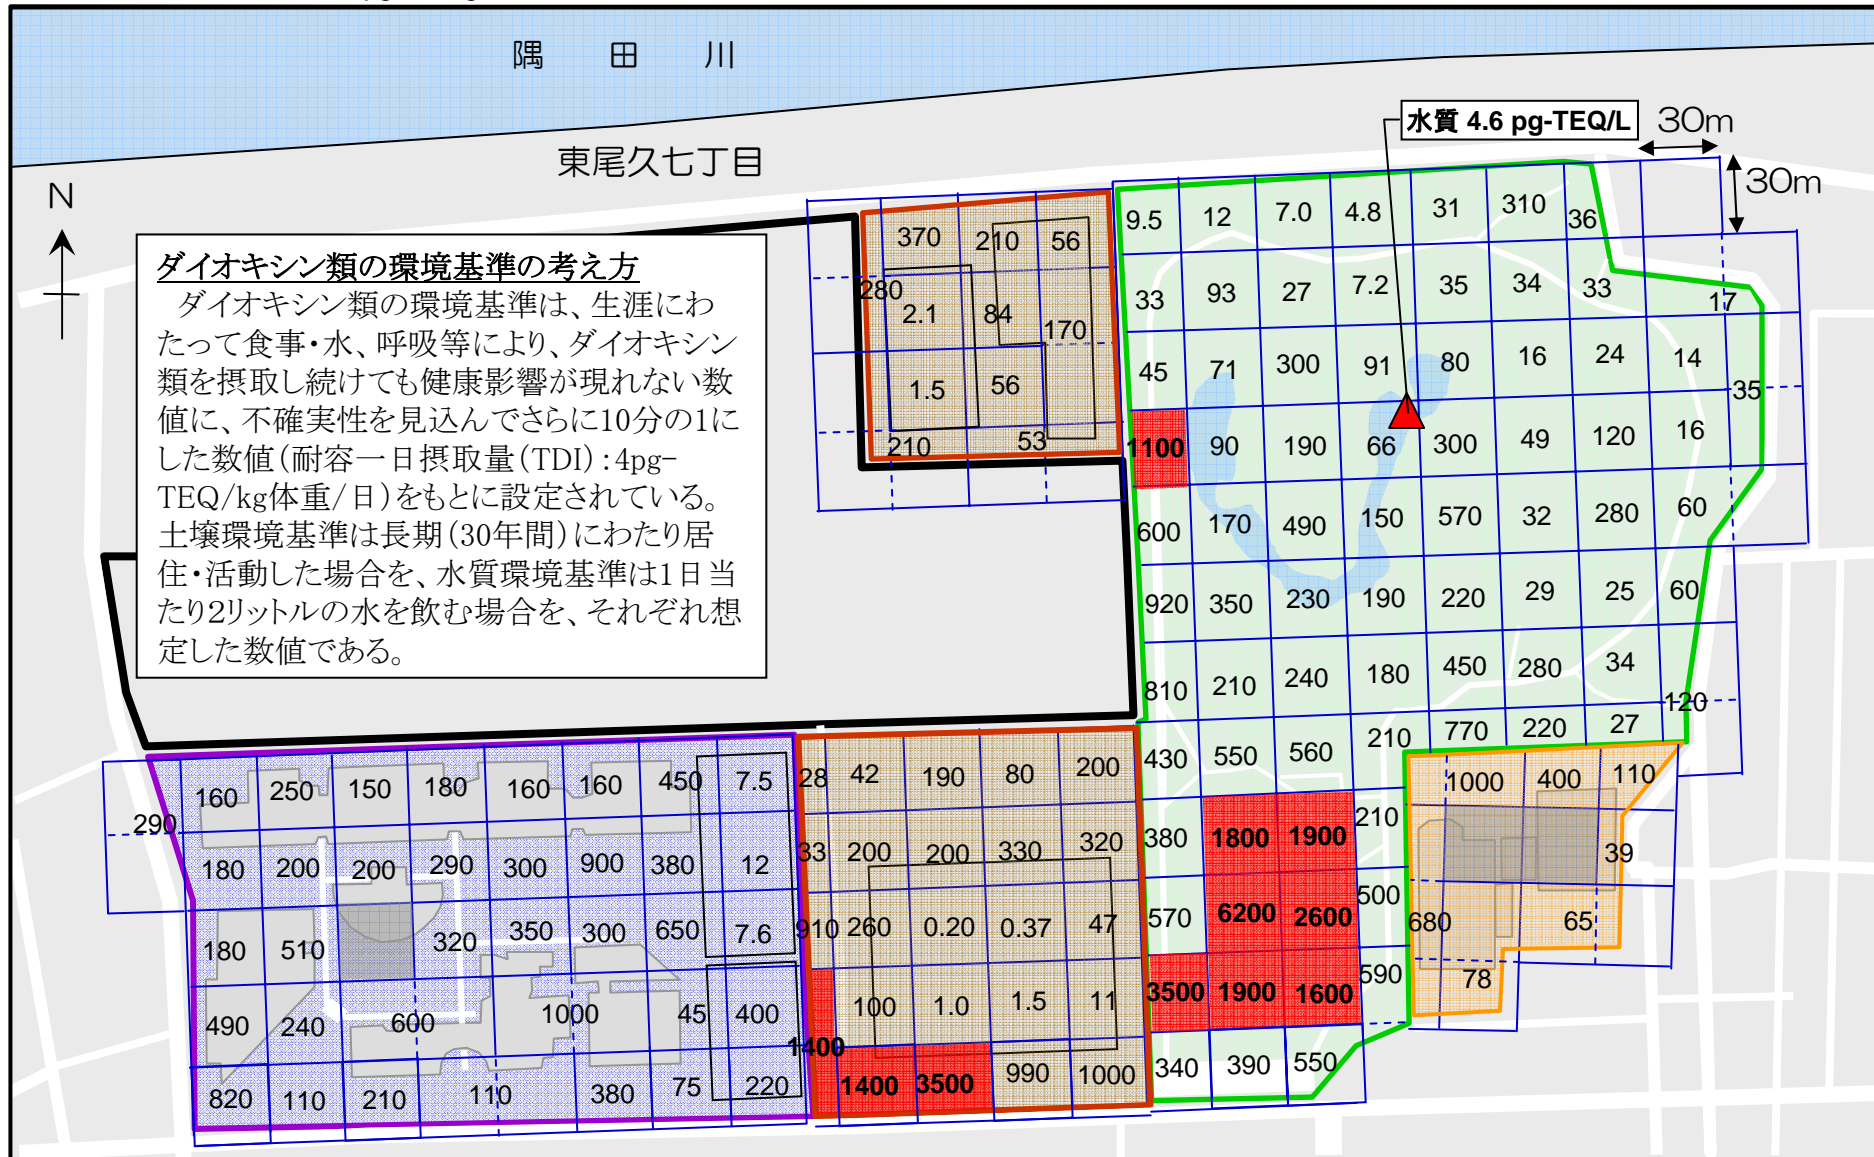 隅 田 川
水質 4.6 pg-TEQ/L
30m
東尾久七丁目
30m
N
ダイオキシン類の環境基準の考え方
ダイオキシン類の環境基準は、生涯にわ
たって食事・水、呼吸等により、ダイオキシン
類を摂取し続けても健康影響が現れない数
値に、不確実性を見込んでさらに10分の1に
した数値(耐容一日摂取量(TDI):4pg-
TEQ/kg体重/日)をもとに設定されている。
土壌環境基準は長期(30年間)にわたり居
住・活動した場合を、水質環境基準は1日当
たり2リットルの水を飲む場合を、それぞれ想
定した数値である。
370 210 56
280 2.1 84 170
1.5 56
210 53
9.5 12 7.0 4.8 31 310 36
33 93 27 7.2 35 34 33 17
45 71 300 91 80 16 24 14 35
1100 90 190 66 300 49 120 16
600 170 490 150 570 32 280 60
920 350 230 190 220 29 25 60
810 210 240 180 450 280 34 120
430 550 560 210 770 220 27
380 1800 1900 210
570 6200 2600 500
3500 1900 1600 590
340 390 550
1000 400 110
39
680 65
78
160 250 150 180 160 160 450 7.5
290 180 200 200 290 300 900 380 12
180 510 320 350 300 650 7.6
490 240 600 1000 45 400
820 110 210 110 380 75 220
28 42 190 80 200
33 200 200 330 320
910 260 0.20 0.37 47
1400 100 1.0 1.5 11
1400 3500 990 1000